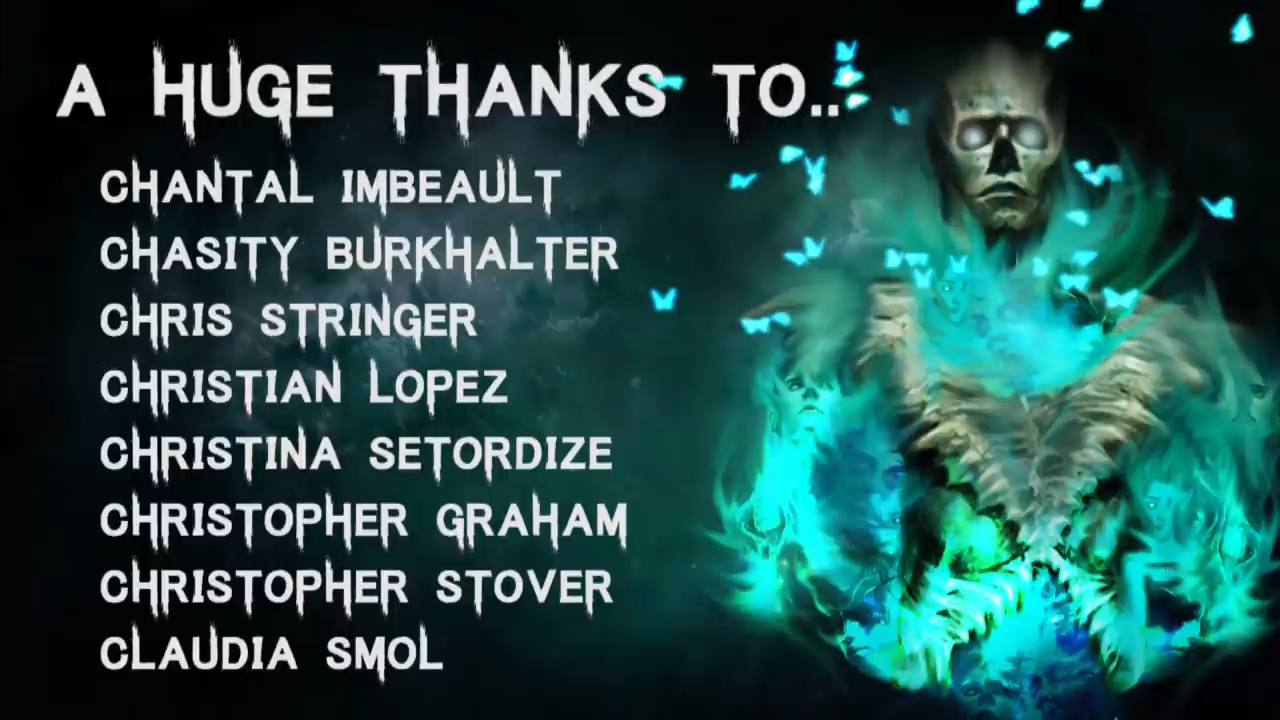 A HUGE THANKS TO..
CHANTAL IMBEAULT
CHASITY BURKHALTER
CHRIS STRINGER
CHRISTIAN LOPEZ
CHRISTINA SETORDIZE
CHRISTOPHER GRAHAM
CHRISTOPHER STOVER
CLAUDIA SMOL